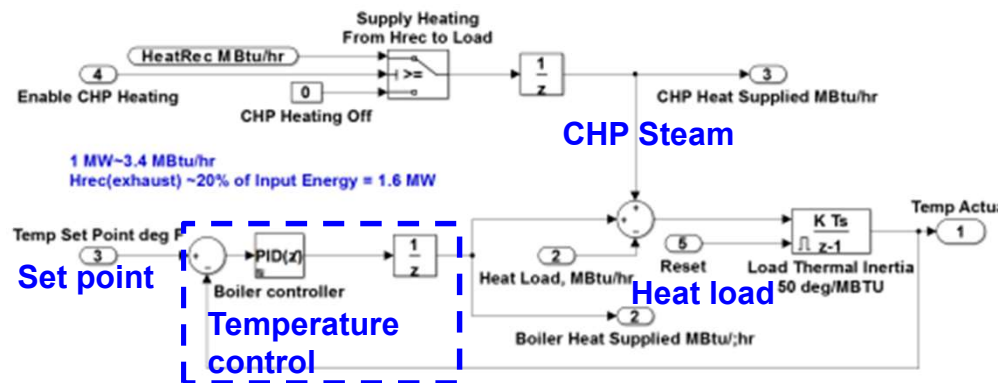 Supply Heating
From Hrec to Load
HeatRec MBtu/hr
4
Enable CHP Heating
>=
0
CHP Heating Off
1
z
3
CHP Heat Supplied MBtu/hr
CHP Steam
1 MW~3.4 MBtu/hr
Hrec(exhaust) ~20% of Input Energy = 1.6 MW
Temp Set Point deg F
3
Set point
+
−
PID(z)
Boiler controller
1
z
Temperature
control
+
+
−
2
Heat Load, MBtu/hr
5
Reset
Heat load
K Ts
z-1
Load Thermal Inertia
50 deg/MBTU
Temp Actua
1
2
Boiler Heat Supplied MBtu/;hr